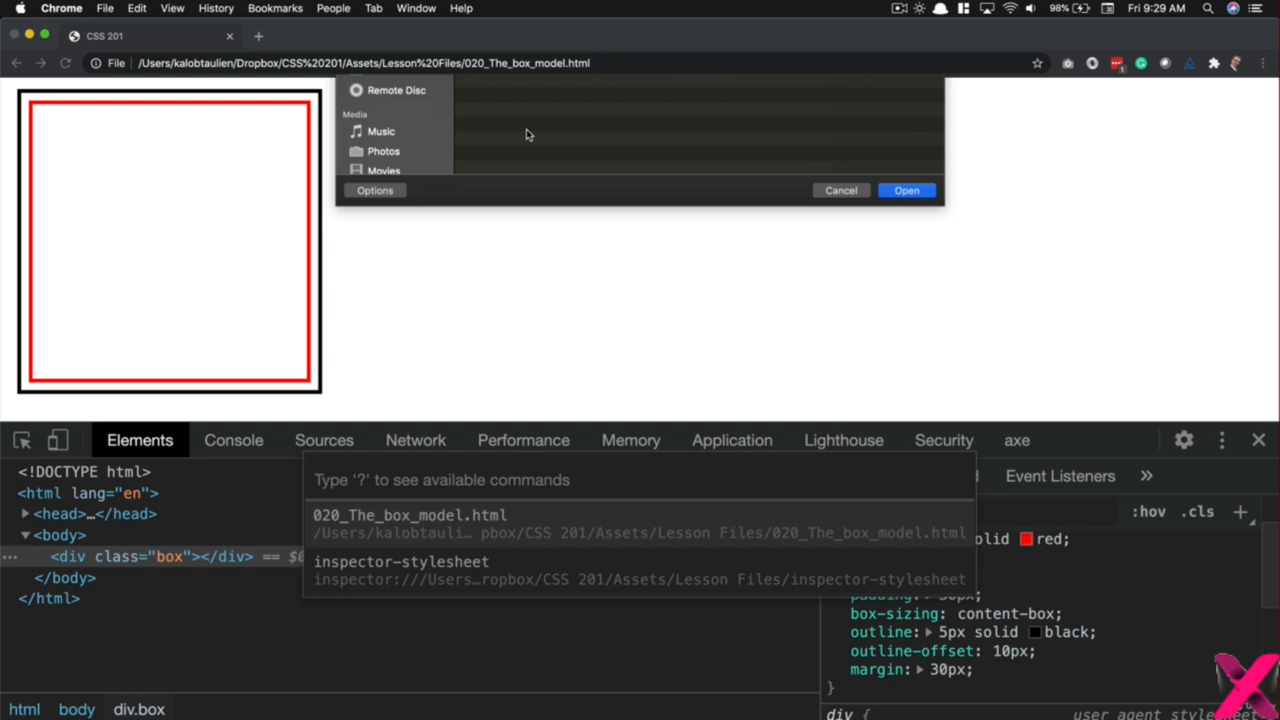 Chrome File Edit View History Bookmarks People Tab Window Help 98% Fri 9:29 AM
CSS 201
File /Users/kalobtaulien/Dropbox/CSS%20201/Assets/Lesson%20Files/020_The_box_model.html
Remote Disc
Media
Music
Photos
Movies
Options Cancel Open
Elements Console Sources Network Performance Memory Application Lighthouse Security axe
<!DOCTYPE html>
<html lang="en">
<head>…</head>
<body>
<div class="box"></div> ==
</body>
</html>
Type '?' to see available commands
020_The_box_model.html
/Users/kalobtauli… pbox/CSS 201/Assets/Lesson Files/020_The_box_model.html
inspector-stylesheet
inspector:///Users…ropbox/CSS 201/Assets/Lesson Files/inspector-stylesheet
Event Listeners »
:hov .cls +
solid red;
box-sizing: content-box;
outline: 5px solid black;
outline-offset: 10px;
margin: 30px;
}
div {
user agent stylesheet
html body div.box